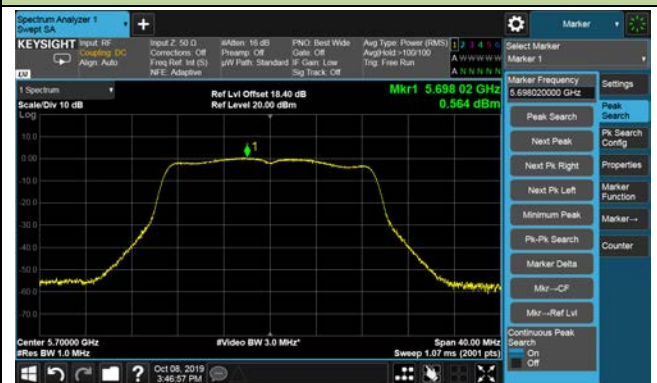 Spectrum Analyzer 1
Swept SA
+
Marker
KEYSIGHT
Input: RF
Coupling: DC
Align: Auto
Input Z: 50 Ω
Corrections: Off
Freq Ref: Int (S)
NFE: Adaptive
#Atten: 16 dB
Preamp: Off
µW Path: Standard
PNO: Best Wide
Gate: Off
IF Gain: Low
Sig Track: Off
Avg Type: Power (RMS)
Avg|Hold:>100/100
Trig: Free Run
1 2 3 4 5 6
A W W W W W
A N N N N N
LXI
1 Spectrum
Scale/Div 10 dB
Log
Ref Lvl Offset 18.40 dB
Ref Level 20.00 dBm
Mkr1 5.698 02 GHz
0.564 dBm
1
10.0
0.00
-10.0
-20.0
-30.0
-40.0
-50.0
-60.0
-70.0
Center 5.70000 GHz
#Res BW 1.0 MHz
#Video BW 3.0 MHz*
Span 40.00 MHz
Sweep 1.07 ms (2001 pts)
Select Marker
Marker 1
Marker Frequency
5.698020000 GHz
Peak Search
Next Peak
Next Pk Right
Next Pk Left
Minimum Peak
Pk-Pk Search
Marker Delta
Mkr→CF
Mkr→Ref Lvl
Continuous Peak
Search
On
Off
Settings
Peak
Search
Pk Search
Config
Properties
Marker
Function
Marker→
Counter
?
Oct 08, 2019
3:46:57 PM